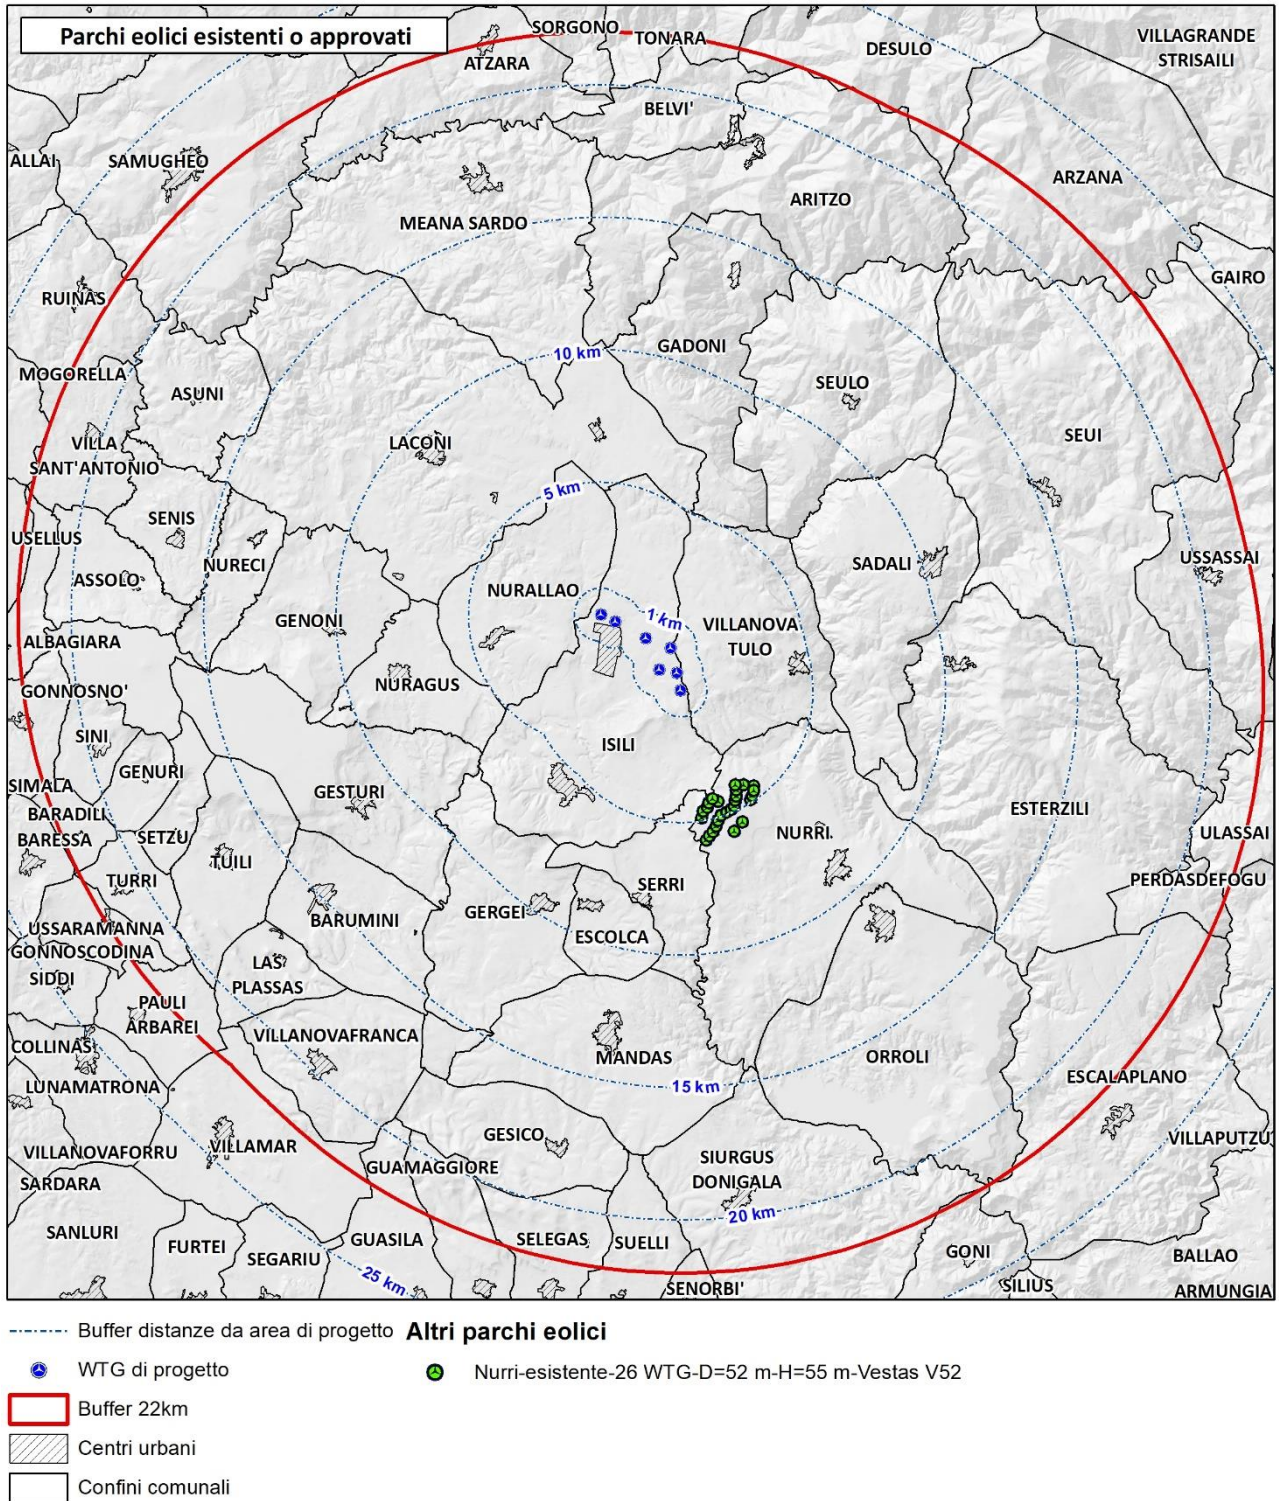 Parchi eolici esistenti o approvati
SORGONO
TONARA
DESULO
VILLAGRANDE
STRISAILI
ATZARA
BELVI'
ALLAI
SAMUGHEO
ARZANA
ARITZO
MEANA SARDO
GAIRO
RUINAS
GADONI
10 km
MOGORELLA
ASUNI
SEULO
SEUI
LACONI
VILLA
SANT'ANTONIO
5 km
SENIS
USELLUS
NURECI
USSASSAI
SADALI
ASSOLO
NURALLAO
GENONI
1 km
VILLANOVA
TULO
ALBAGIARA
NURAGUS
GONNOSNO'
SINI
ISILI
GENURI
SIMALA
GESTURI
BARADILI
ESTERZILI
BARESSA
SETZU
NURRI
ULASSAI
TUILI
TURRI
PERDASDEFOGU
SERRI
GERGEI
BARUMINI
USSARAMANNA
ESCOLCA
GONNOSCODINA
LAS
PLASSAS
SIDDI
PAULI
ARBAREI
VILLANOVAFRANCA
COLLINAS
MANDAS
ORROLI
ESCALAPLANO
LUNAMATRONA
15 km
GESICO
VILLAPUTZU
VILLANOVAFORRU
VILLAMAR
GUAMAGGIORE
SIURGUS
DONIGALA
SARDARA
20 km
SANLURI
GUASILA
SELEGAS
SUELLI
FURTEI
SEGARIU
GONI
BALLAO
25 km
SENORBI'
SILIUS
ARMUNGIA
Buffer distanze da area di progetto
Altri parchi eolici
WTG di progetto
Nurri-esistente-26 WTG-D=52 m-H=55 m-Vestas V52
Buffer 22km
Centri urbani
Confini comunali